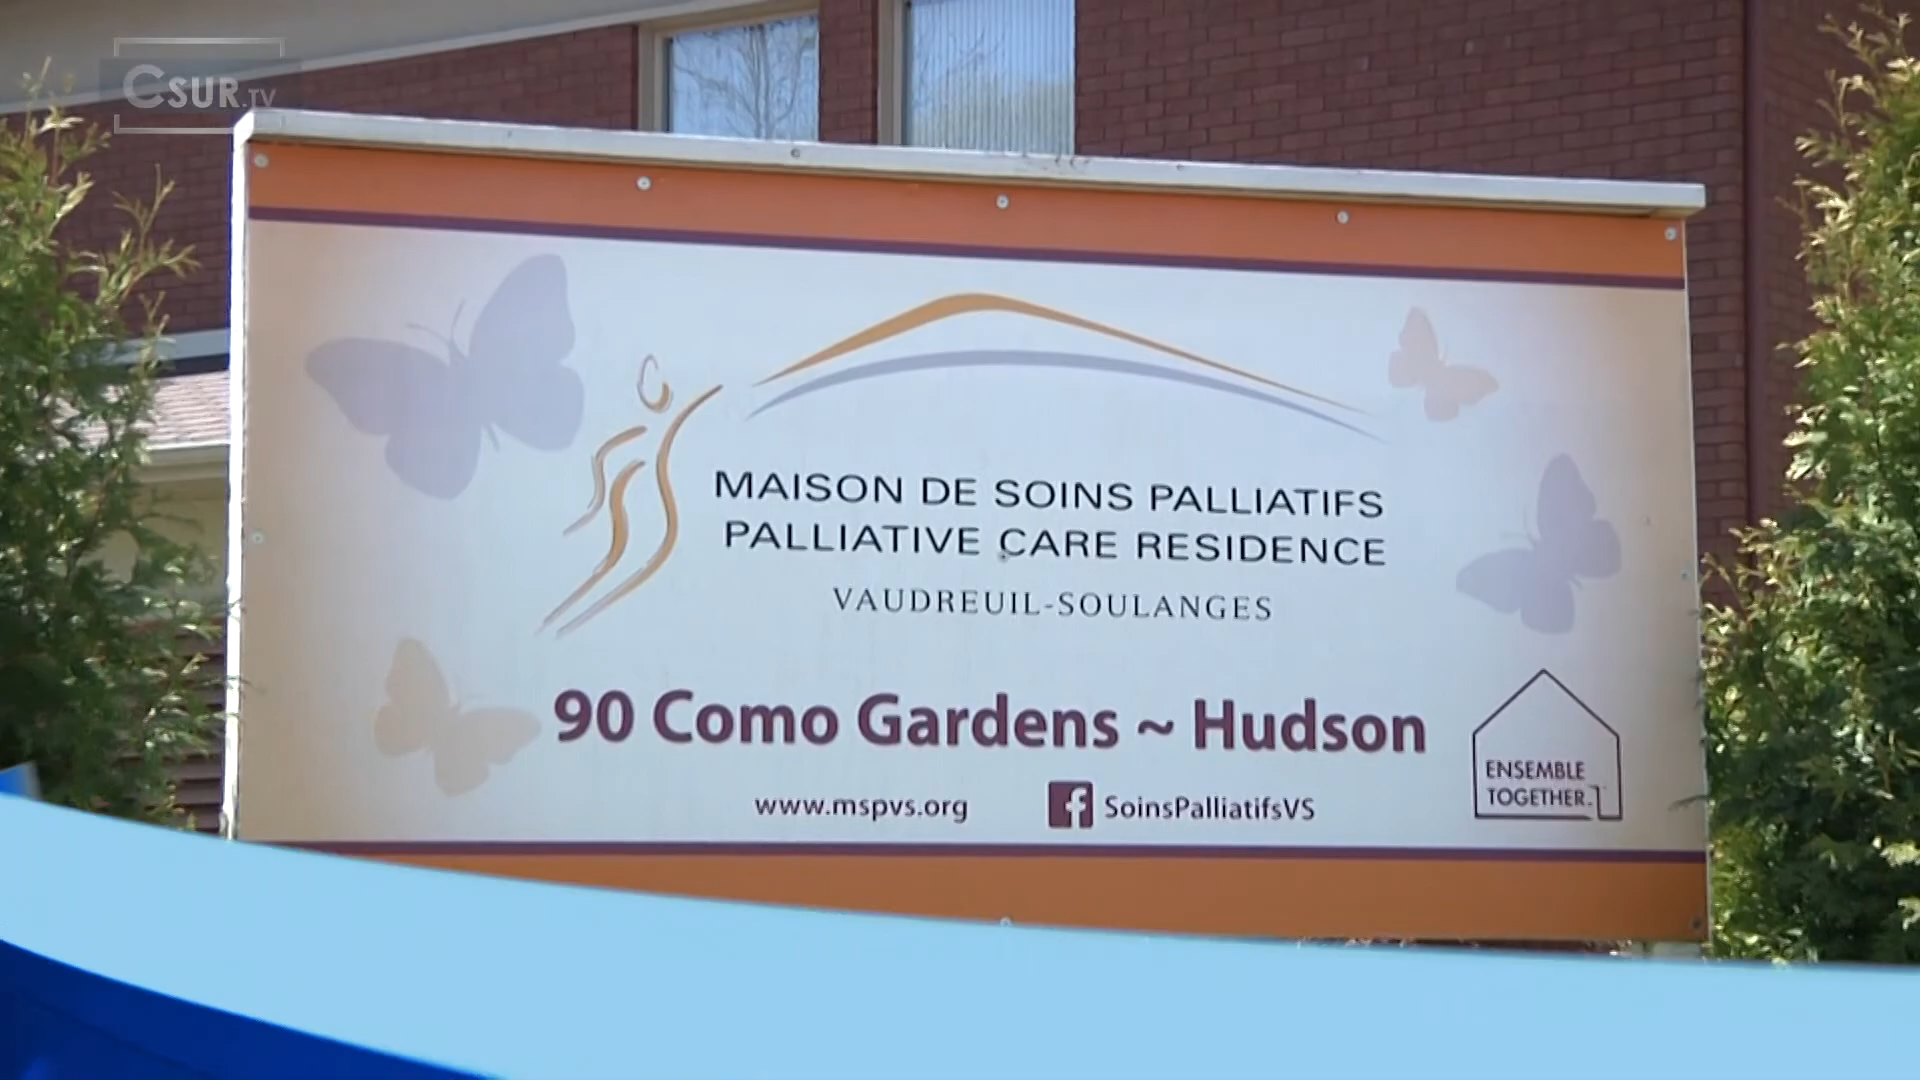 CSUR.TV
MAISON DE SOINS PALLIATIFS
PALLIATIVE CARE RESIDENCE
VAUDREUIL-SOULANGES
90 Como Gardens ~ Hudson
www.mspvs.org
f SoinsPalliatifsVS
ENSEMBLE
TOGETHER